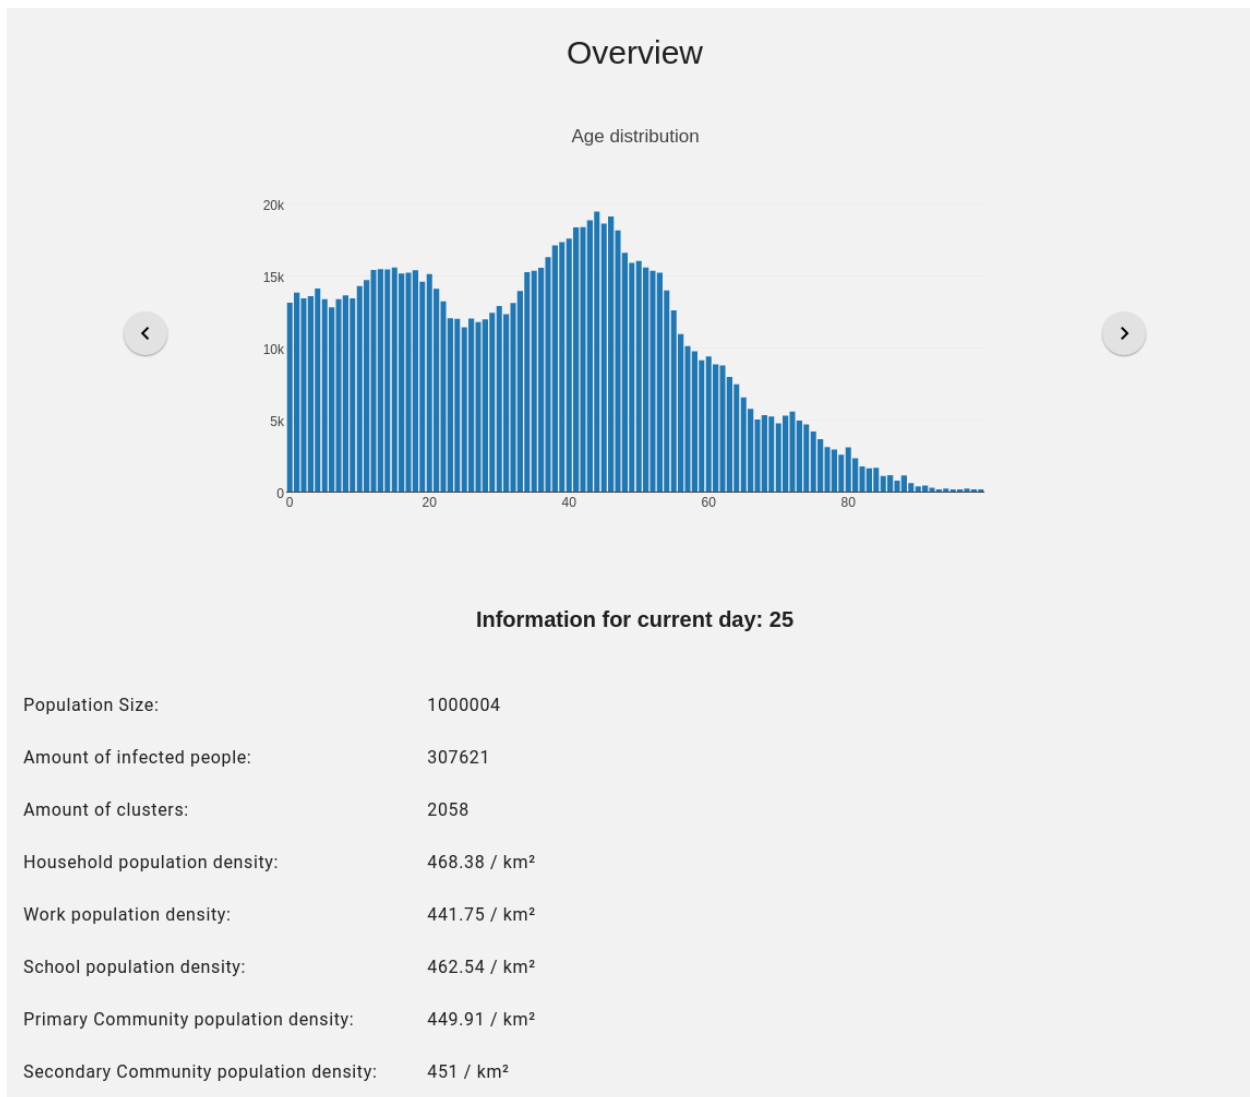 Overview
Age distribution
20k
15k
10k
5k
0
0 20 40 60 80
Information for current day: 25
Population Size: 1000004
Amount of infected people: 307621
Amount of clusters: 2058
Household population density: 468.38 / km²
Work population density: 441.75 / km²
School population density: 462.54 / km²
Primary Community population density: 449.91 / km²
Secondary Community population density: 451 / km²